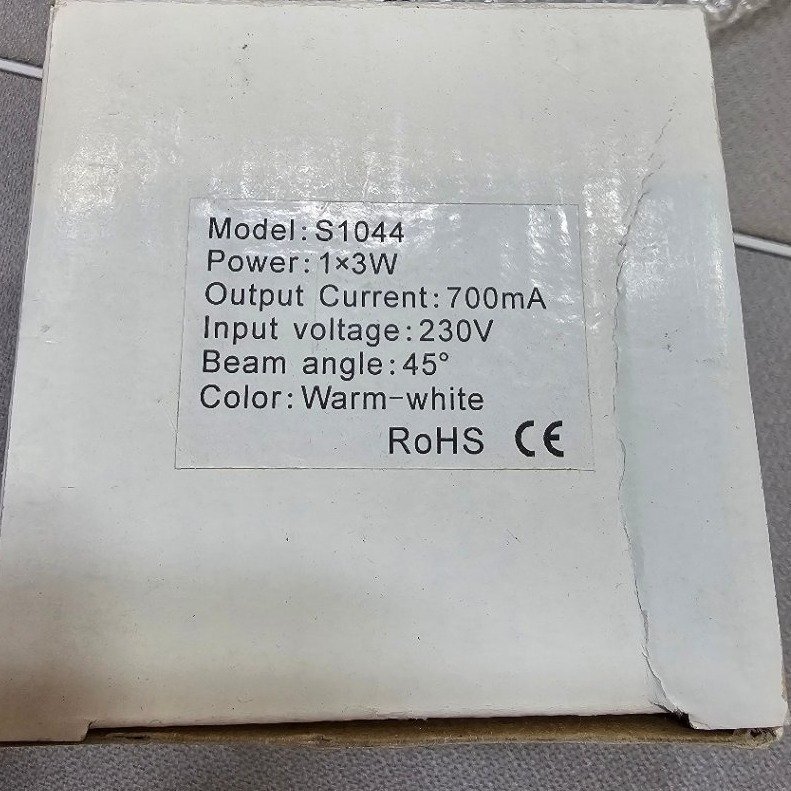 Model: S1044
Power: 1×3W
Output Current: 700mA
Input voltage: 230V
Beam angle: 45°
Color: Warm-white
RoHS CE